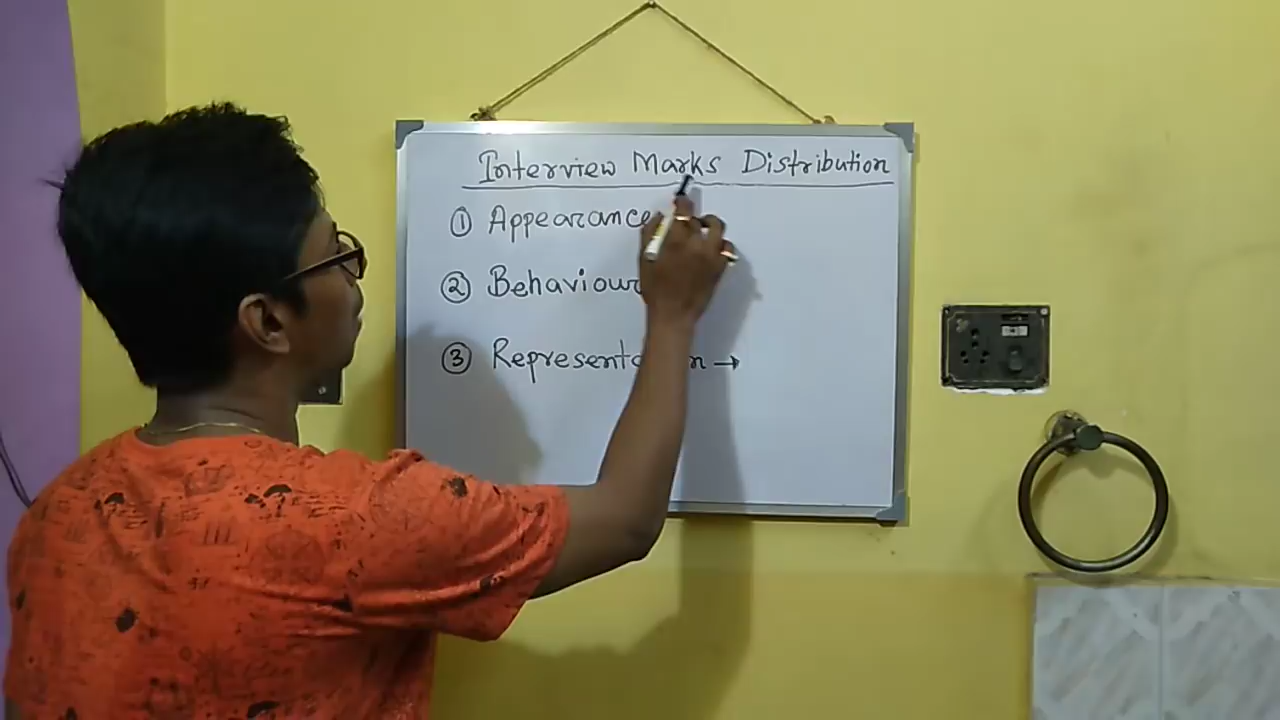 Interview Marks Distribution
① Appearance
② Behaviour
③ Representation →